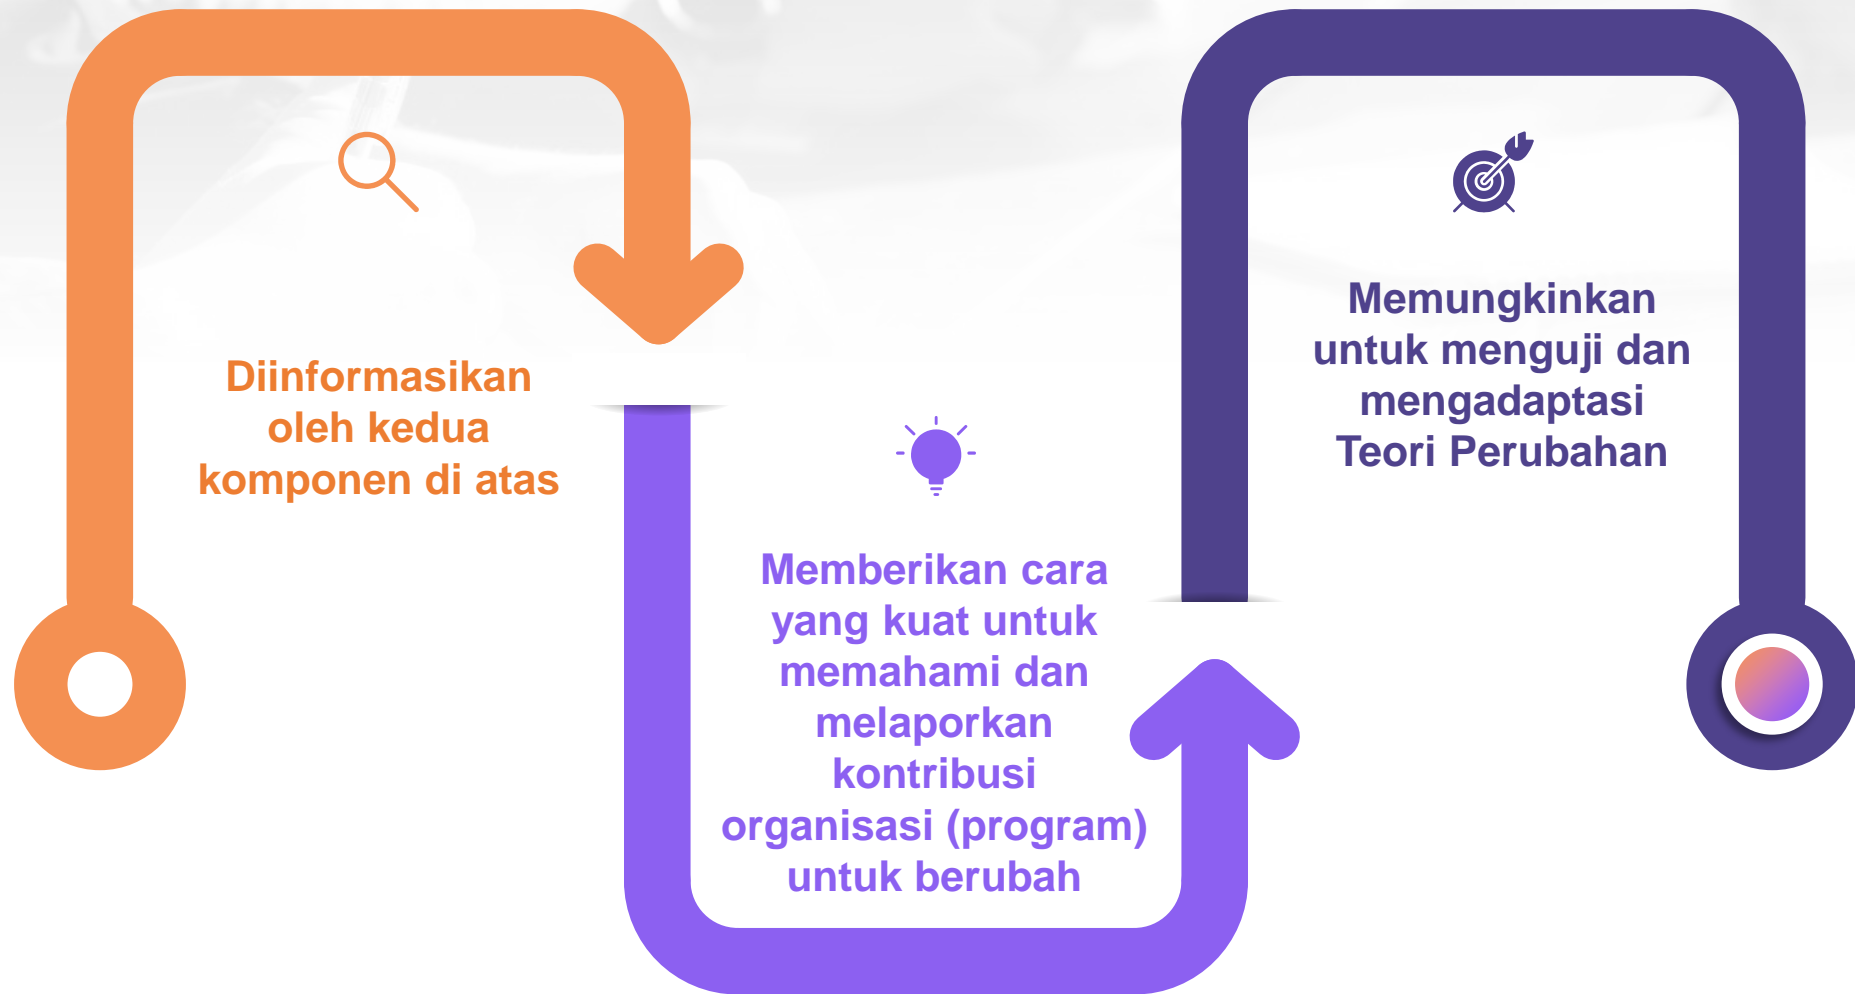 Diinformasikan
oleh kedua
komponen di atas
Memberikan cara
yang kuat untuk
memahami dan
melaporkan
kontribusi
organisasi (program)
untuk berubah
Memungkinkan
untuk menguji dan
mengadaptasi
Teori Perubahan